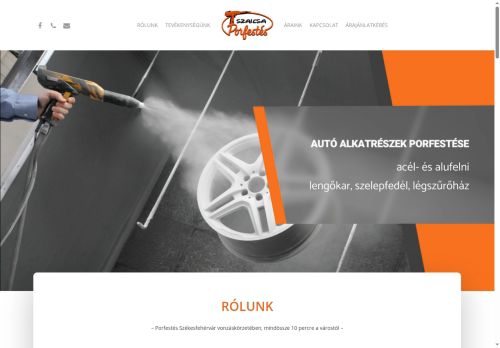 RÓLUNK TEVÉKENYSÉGÜNK SZAICSA Porfestés ÁRAINK KAPCSOLAT ÁRAJÁNLATKÉRÉS
AUTÓ ALKATRÉSZEK PORFESTÉSE
acél- és alufelni
lengőkar, szelepfedél, légszűrőház
RÓLUNK
– Porfestés Székesfehérvár vonzáskörzetében, mindössze 10 percre a várostól –